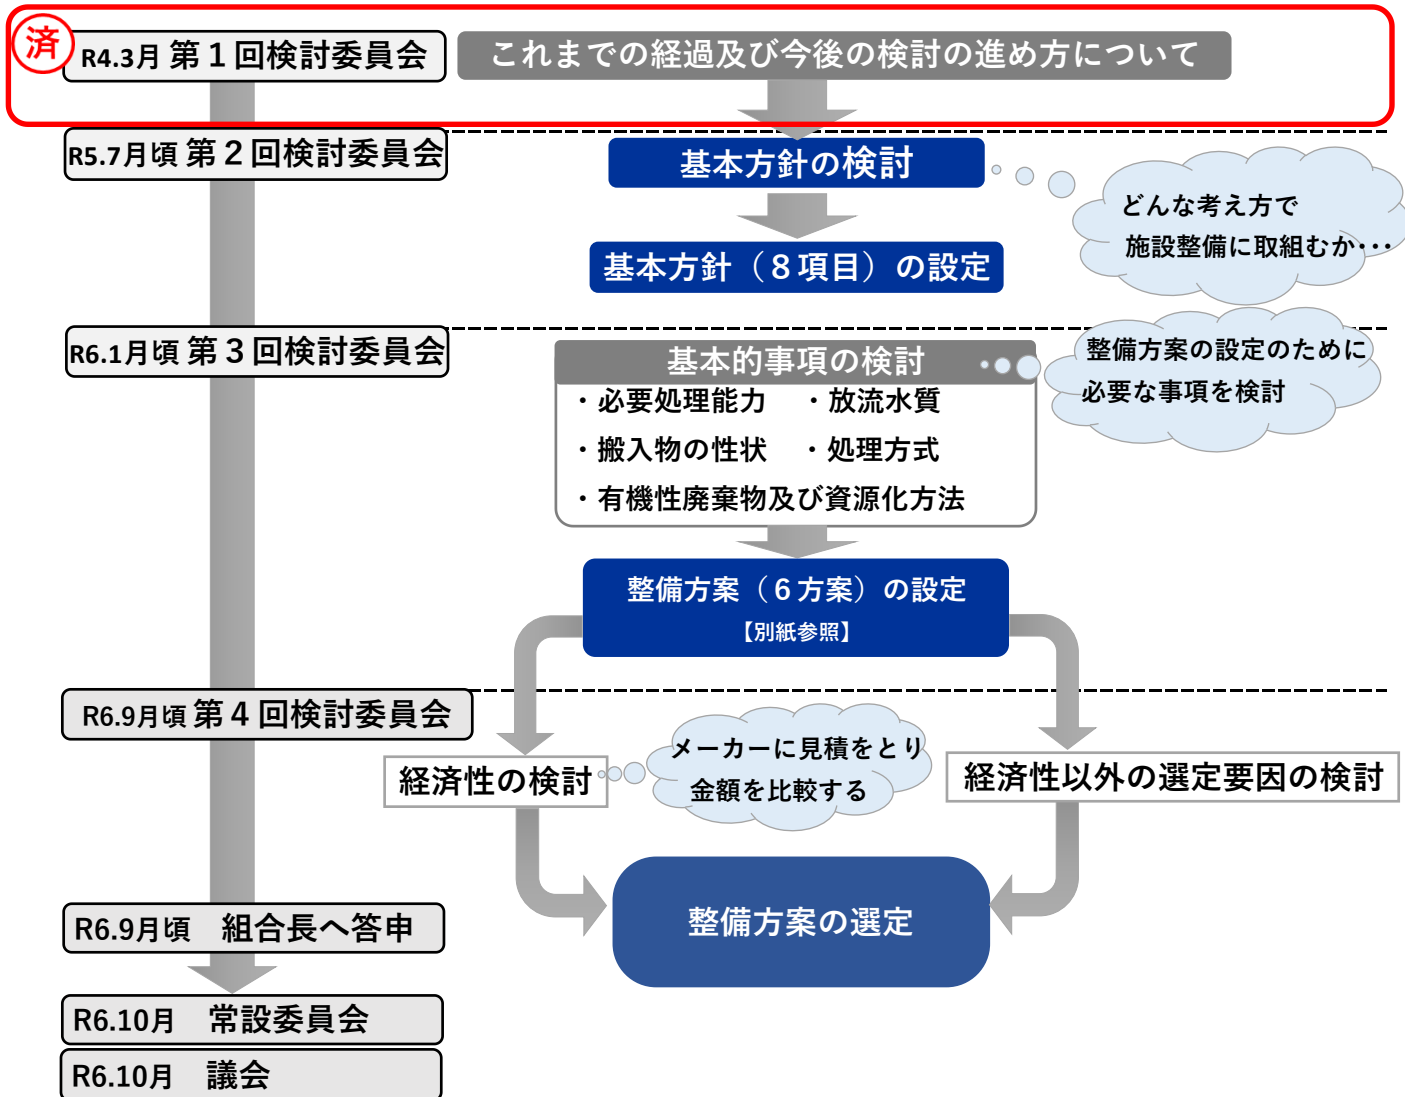 済
R4.3月 第１回検討委員会
これまでの経過及び今後の検討の進め方について
R5.7月頃 第２回検討委員会
基本方針の検討
どんな考え方で
施設整備に取組むか･･･
基本方針（８項目）の設定
R6.1月頃 第３回検討委員会
基本的事項の検討
整備方案の設定のために
必要な事項を検討
・必要処理能力 ・放流水質
・搬入物の性状 ・処理方式
・有機性廃棄物及び資源化方法
整備方案（６方案）の設定
【別紙参照】
R6.9月頃 第４回検討委員会
経済性の検討
メーカーに見積をとり
金額を比較する
経済性以外の選定要因の検討
整備方案の選定
R6.9月頃 組合長へ答申
R6.10月 常設委員会
R6.10月 議会